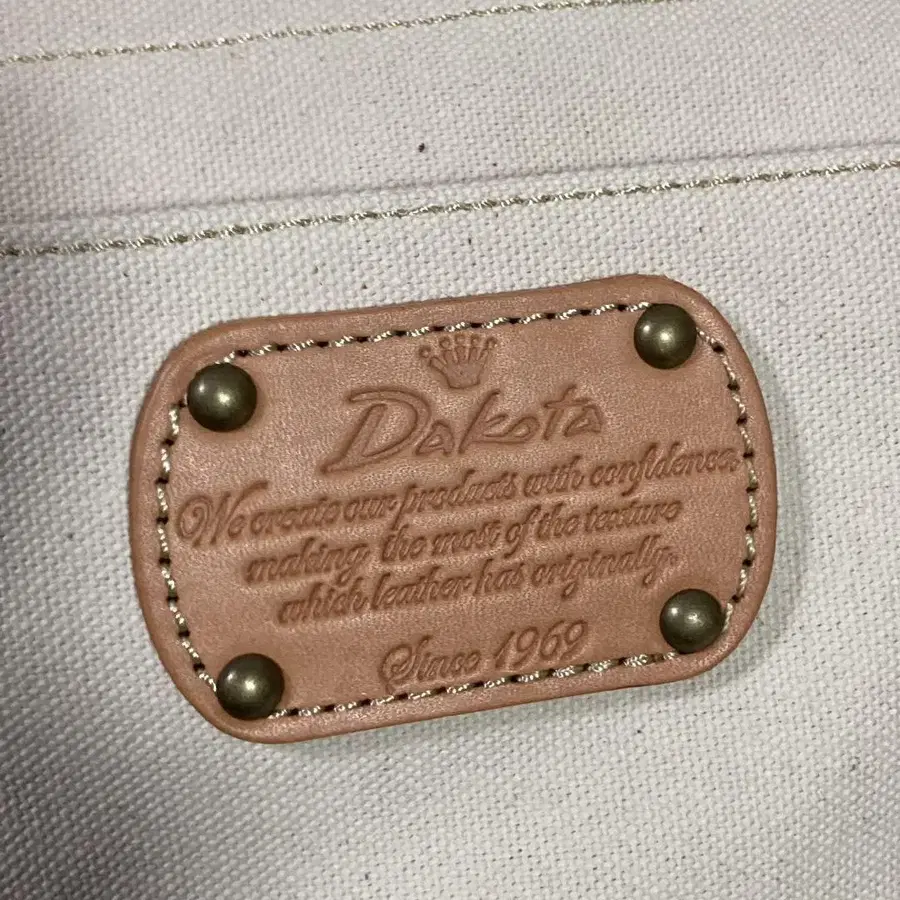 Dakota
We create our products with confidence,
making the most of the texture
which leather has originally.
Since 1969